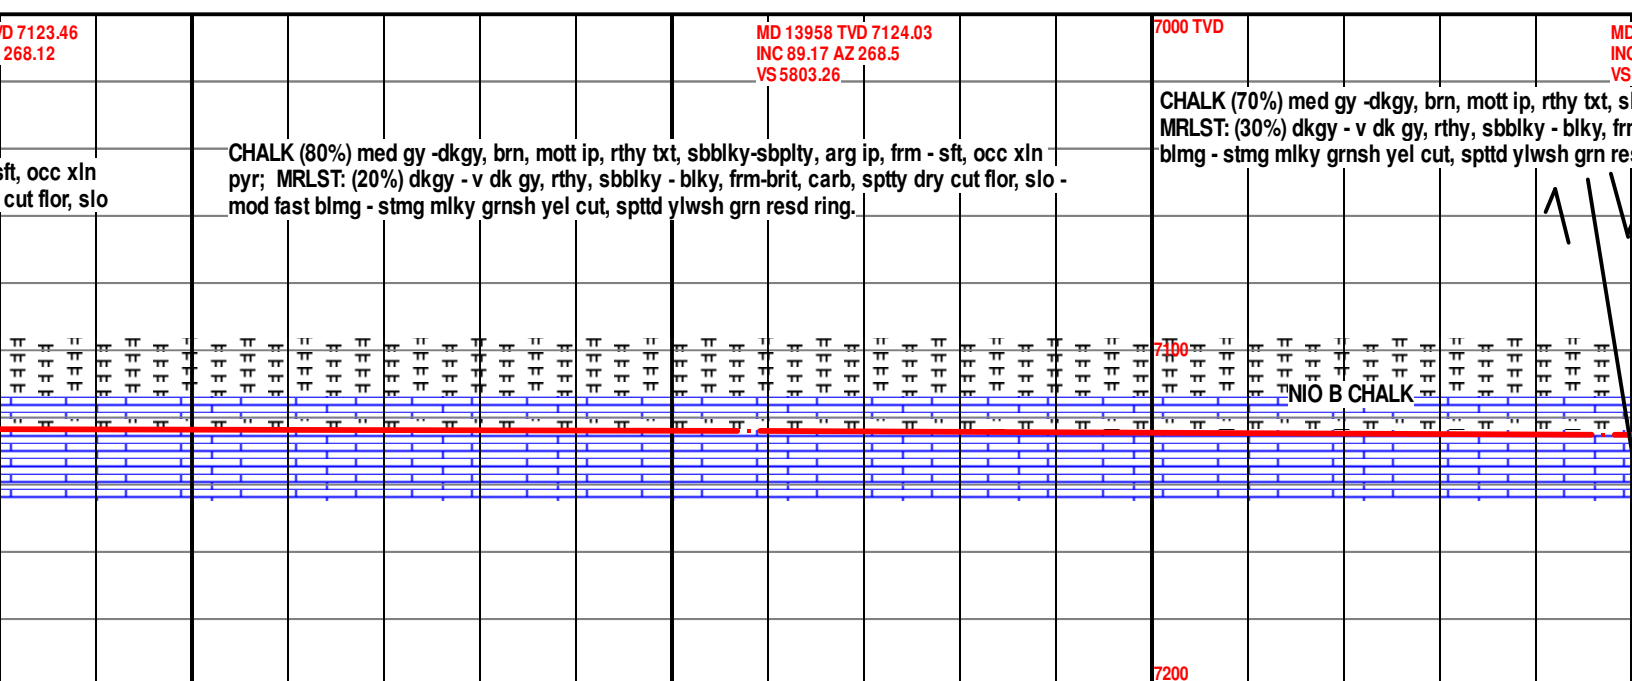 VD 7123.46
268.12
MD 13958 TVD 7124.03
INC 89.17 AZ 268.5
VS 5803.26
7000 TVD
MD
INC
VS
sft, occ xln
cut flor, slo
CHALK (80%) med gy -dkgy, brn, mott ip, rthy txt, sbblky-sbplty, arg ip, frm - sft, occ xln
pyr; MRLST: (20%) dkgy - v dk gy, rthy, sbblky - blky, frm-brit, carb, sptty dry cut flor, slo -
mod fast blmg - stmg mlky grnsh yel cut, spttd ylwsh grn resd ring.
CHALK (70%) med gy -dkgy, brn, mott ip, rthy txt, sl
MRLST: (30%) dkgy - v dk gy, rthy, sbblky - blky, frm
blmg - stmg mlky grnsh yel cut, spttd ylwsh grn res
7100
NIO B CHALK
7200